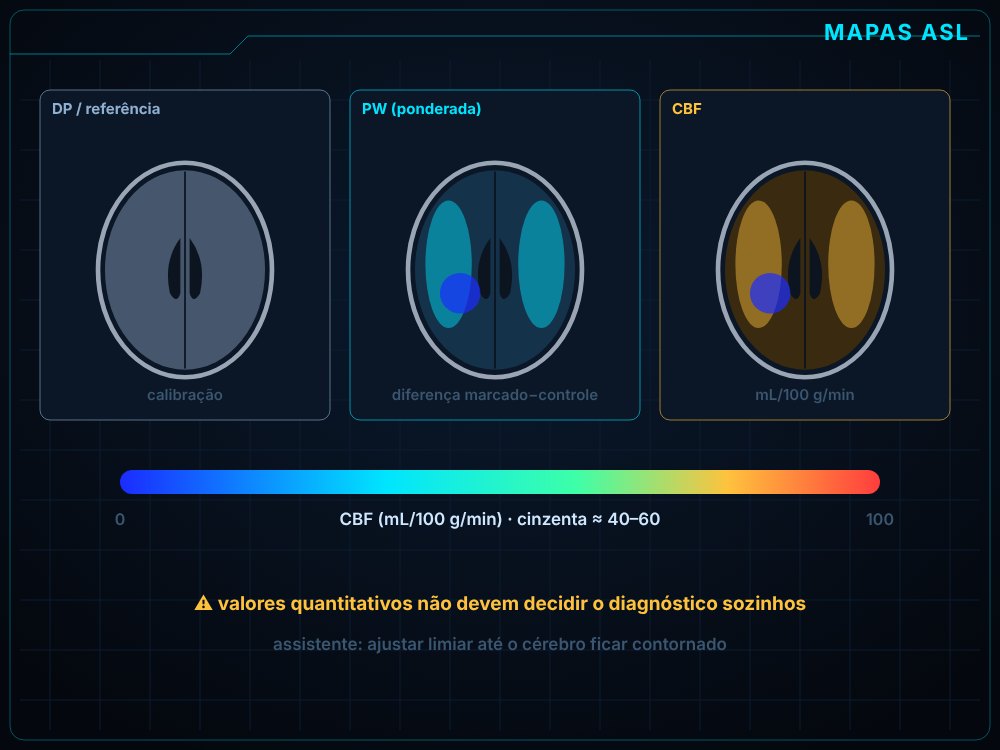 MAPAS ASL
DP / referência
PW (ponderada)
CBF
calibração
diferença marcado−controle
mL/100 g/min
0
CBF (mL/100 g/min) · cinzenta ≈ 40–60
100
⚠ valores quantitativos não devem decidir o diagnóstico sozinhos
assistente: ajustar limiar até o cérebro ficar contornado